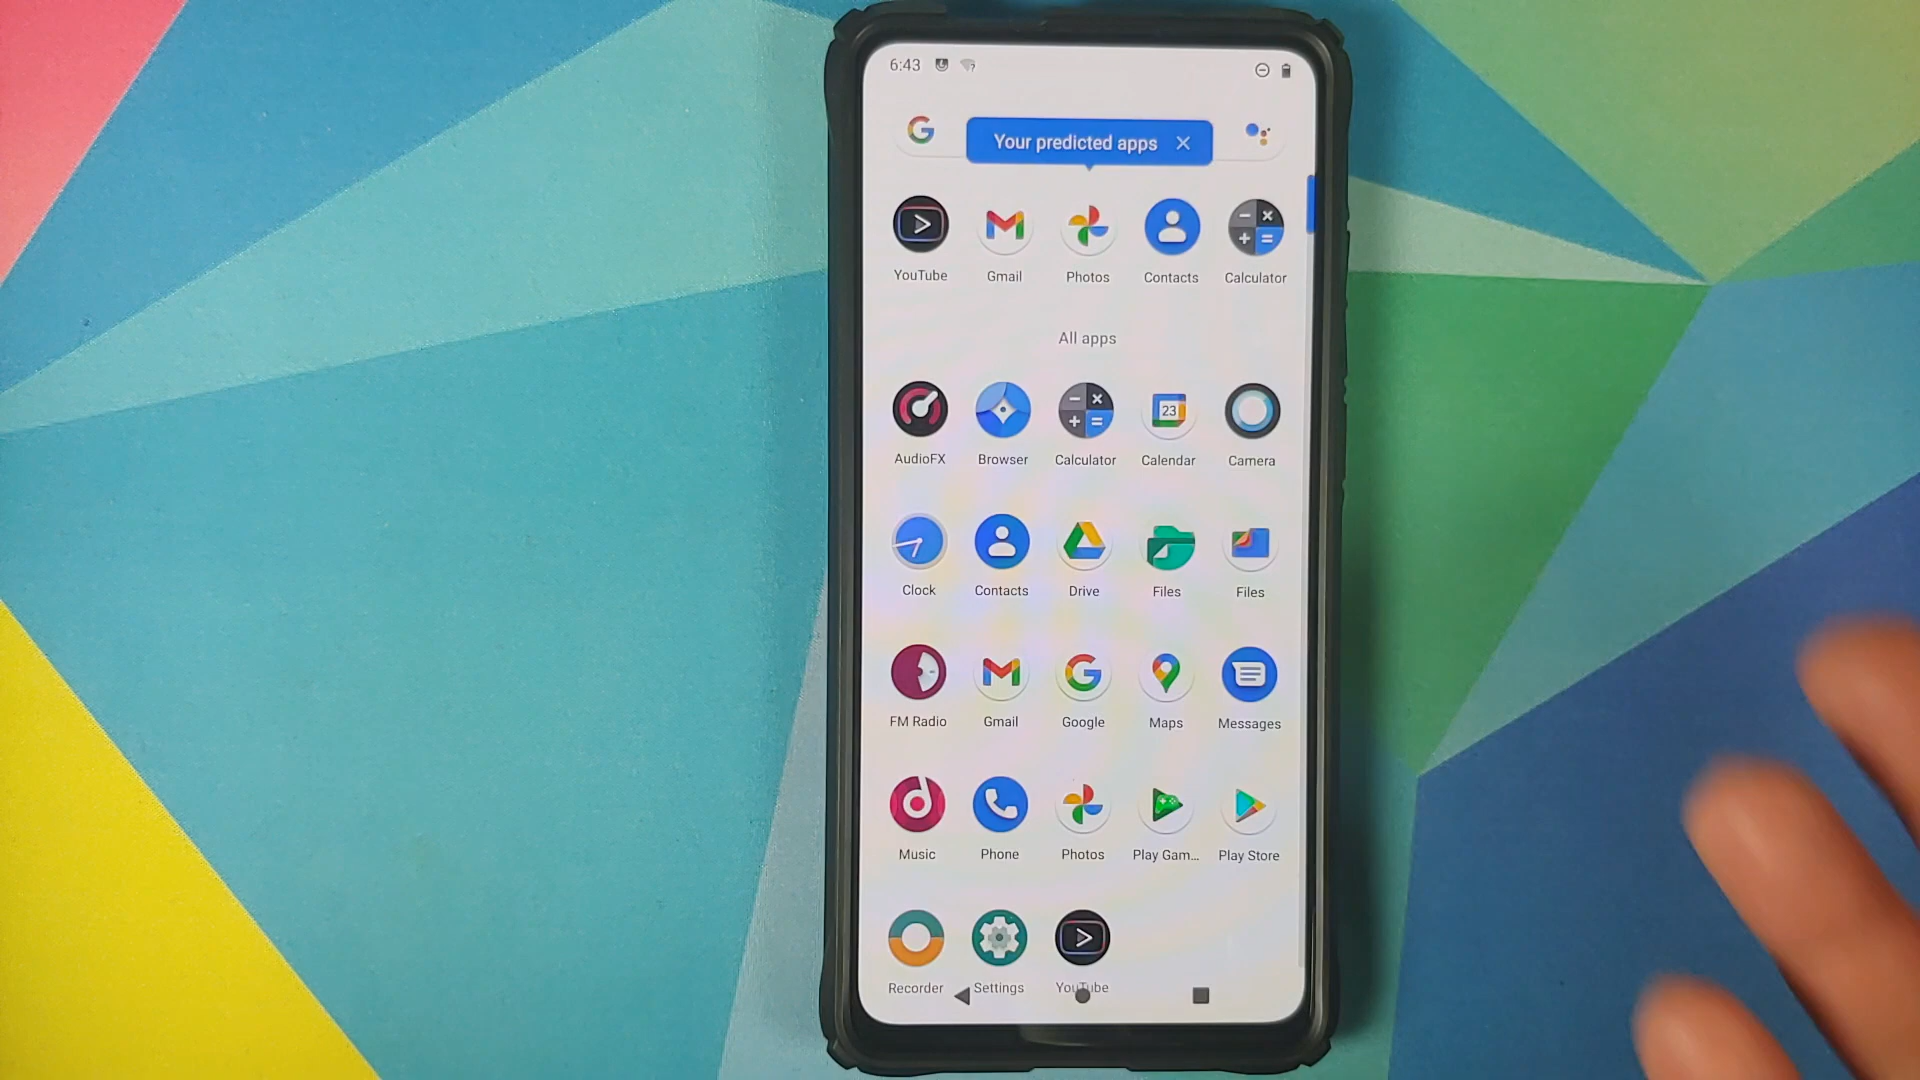 6:43
Your predicted apps
YouTube Gmail Photos Contacts Calculator
All apps
AudioFX Browser Calculator Calendar Camera
23
Clock Contacts Drive Files Files
FM Radio Gmail Google Maps Messages
Music Phone Photos Play Gam... Play Store
Recorder Settings YouTube